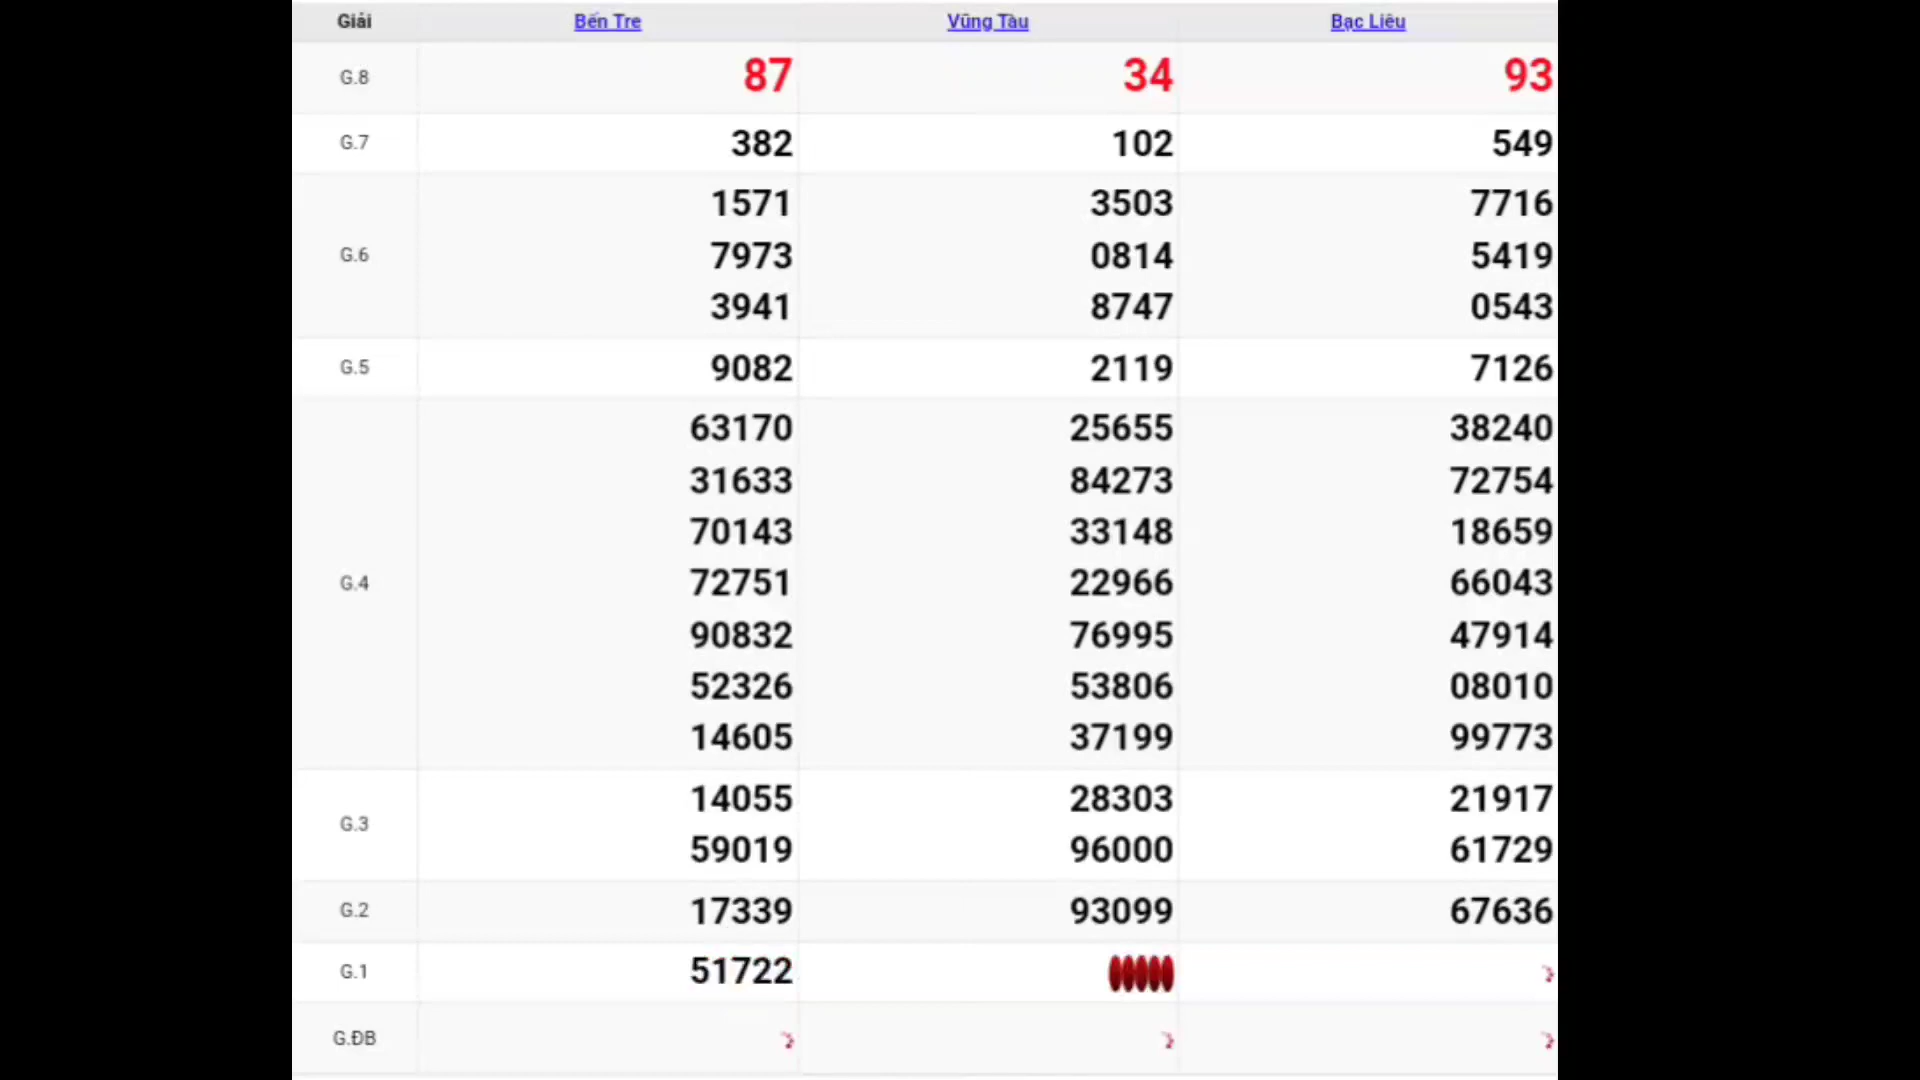 Giải Bến Tre Vũng Tàu Bạc Liêu
G.8 87 34 93
G.7 382 102 549
1571 3503 7716
G.6 7973 0814 5419
3941 8747 0543
G.5 9082 2119 7126
63170 25655 38240
31633 84273 72754
70143 33148 18659
G.4 72751 22966 66043
90832 76995 47914
52326 53806 08010
14605 37199 99773
14055 28303 21917
G.3
59019 96000 61729
G.2 17339 93099 67636
G.1 51722
G.ĐB